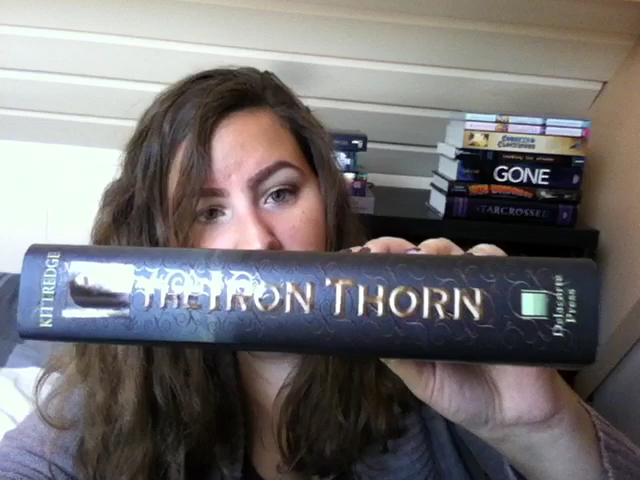 KITTREDGE
THE IRON THORN
Delacorte
Press
GONE
STARCROSSED